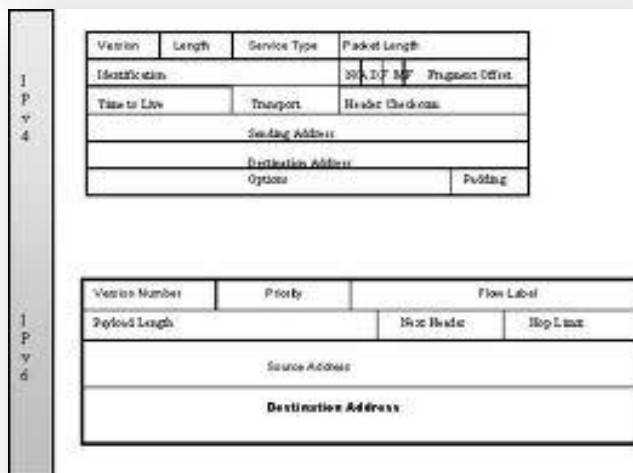 IPv4
Version Length Service Type Packet Length
Identification N/A DF MF Fragment Offset
Time to Live Transport Header Checksum
Sending Address
Destination Address
Options Padding
IPv6
Version Number Priority Flow Label
Payload Length Next Header Hop Limit
Source Address
Destination Address